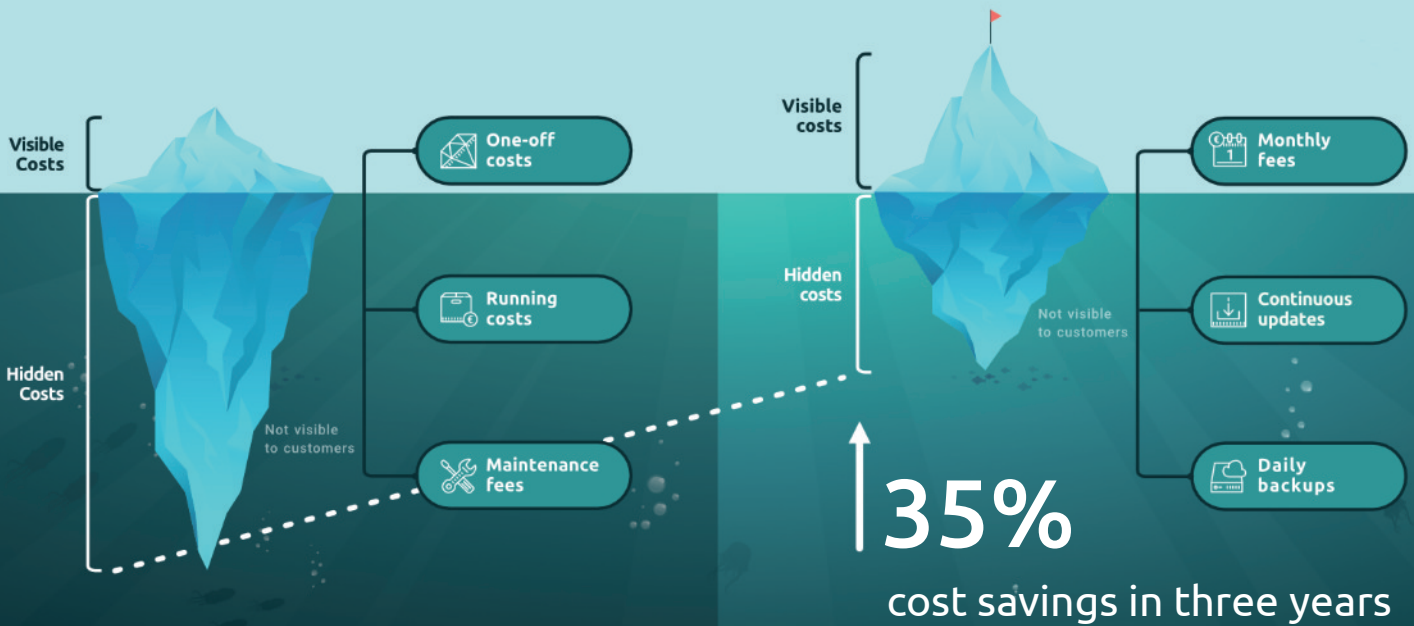 Visible
Costs
One-off
costs
Running
costs
Hidden
Costs
Not visible
to customers
Maintenance
fees
Visible
costs
Monthly
fees
1
Hidden
costs
Not visible
to customers
Continuous
updates
Daily
backups
35%
cost savings in three years